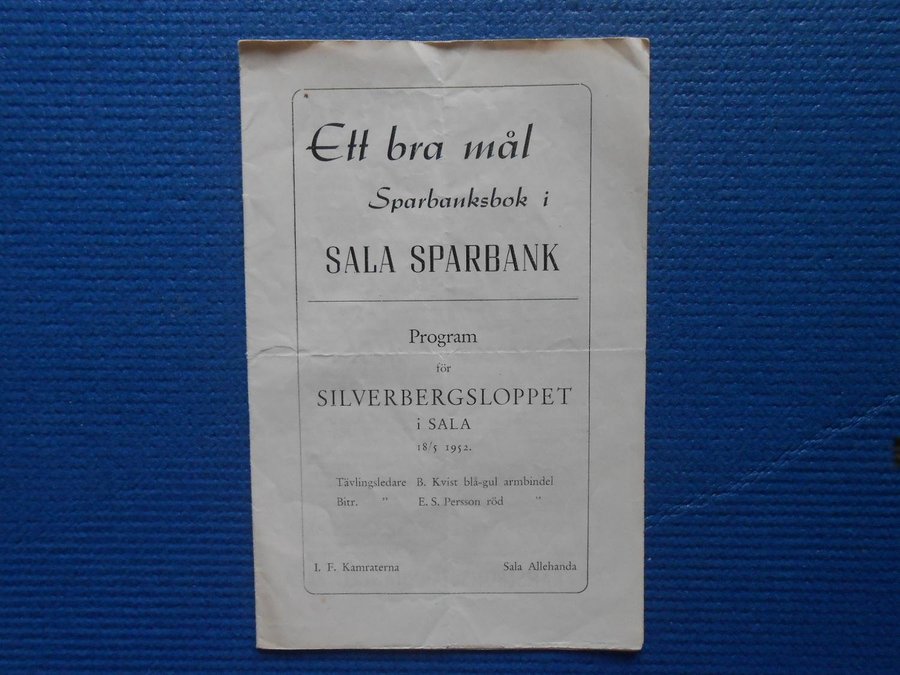 Ett bra mål
Sparbanksbok i
SALA SPARBANK
Program
för
SILVERBERGSLOPPET
i SALA
18/5 1952.
Tävlingsledare B. Kvist blå-gul armbindel
Bitr. " E. S. Persson röd "
I. F. Kamraterna Sala Allehanda